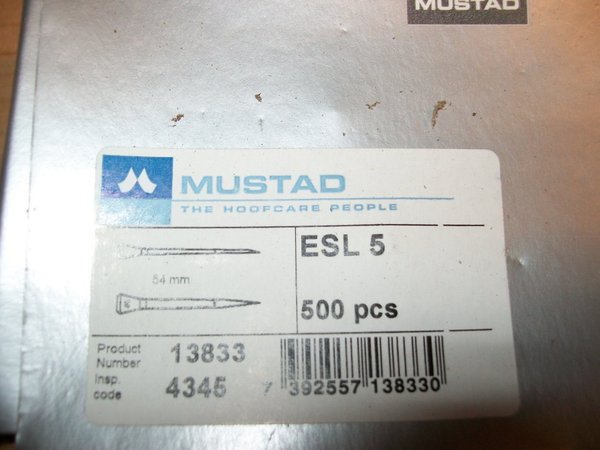 MUSTAD
MUSTAD
THE HOOFCARE PEOPLE
ESL 5
54 mm
500 pcs
Product Number 13833
Insp. code 4345
7 392557 138330